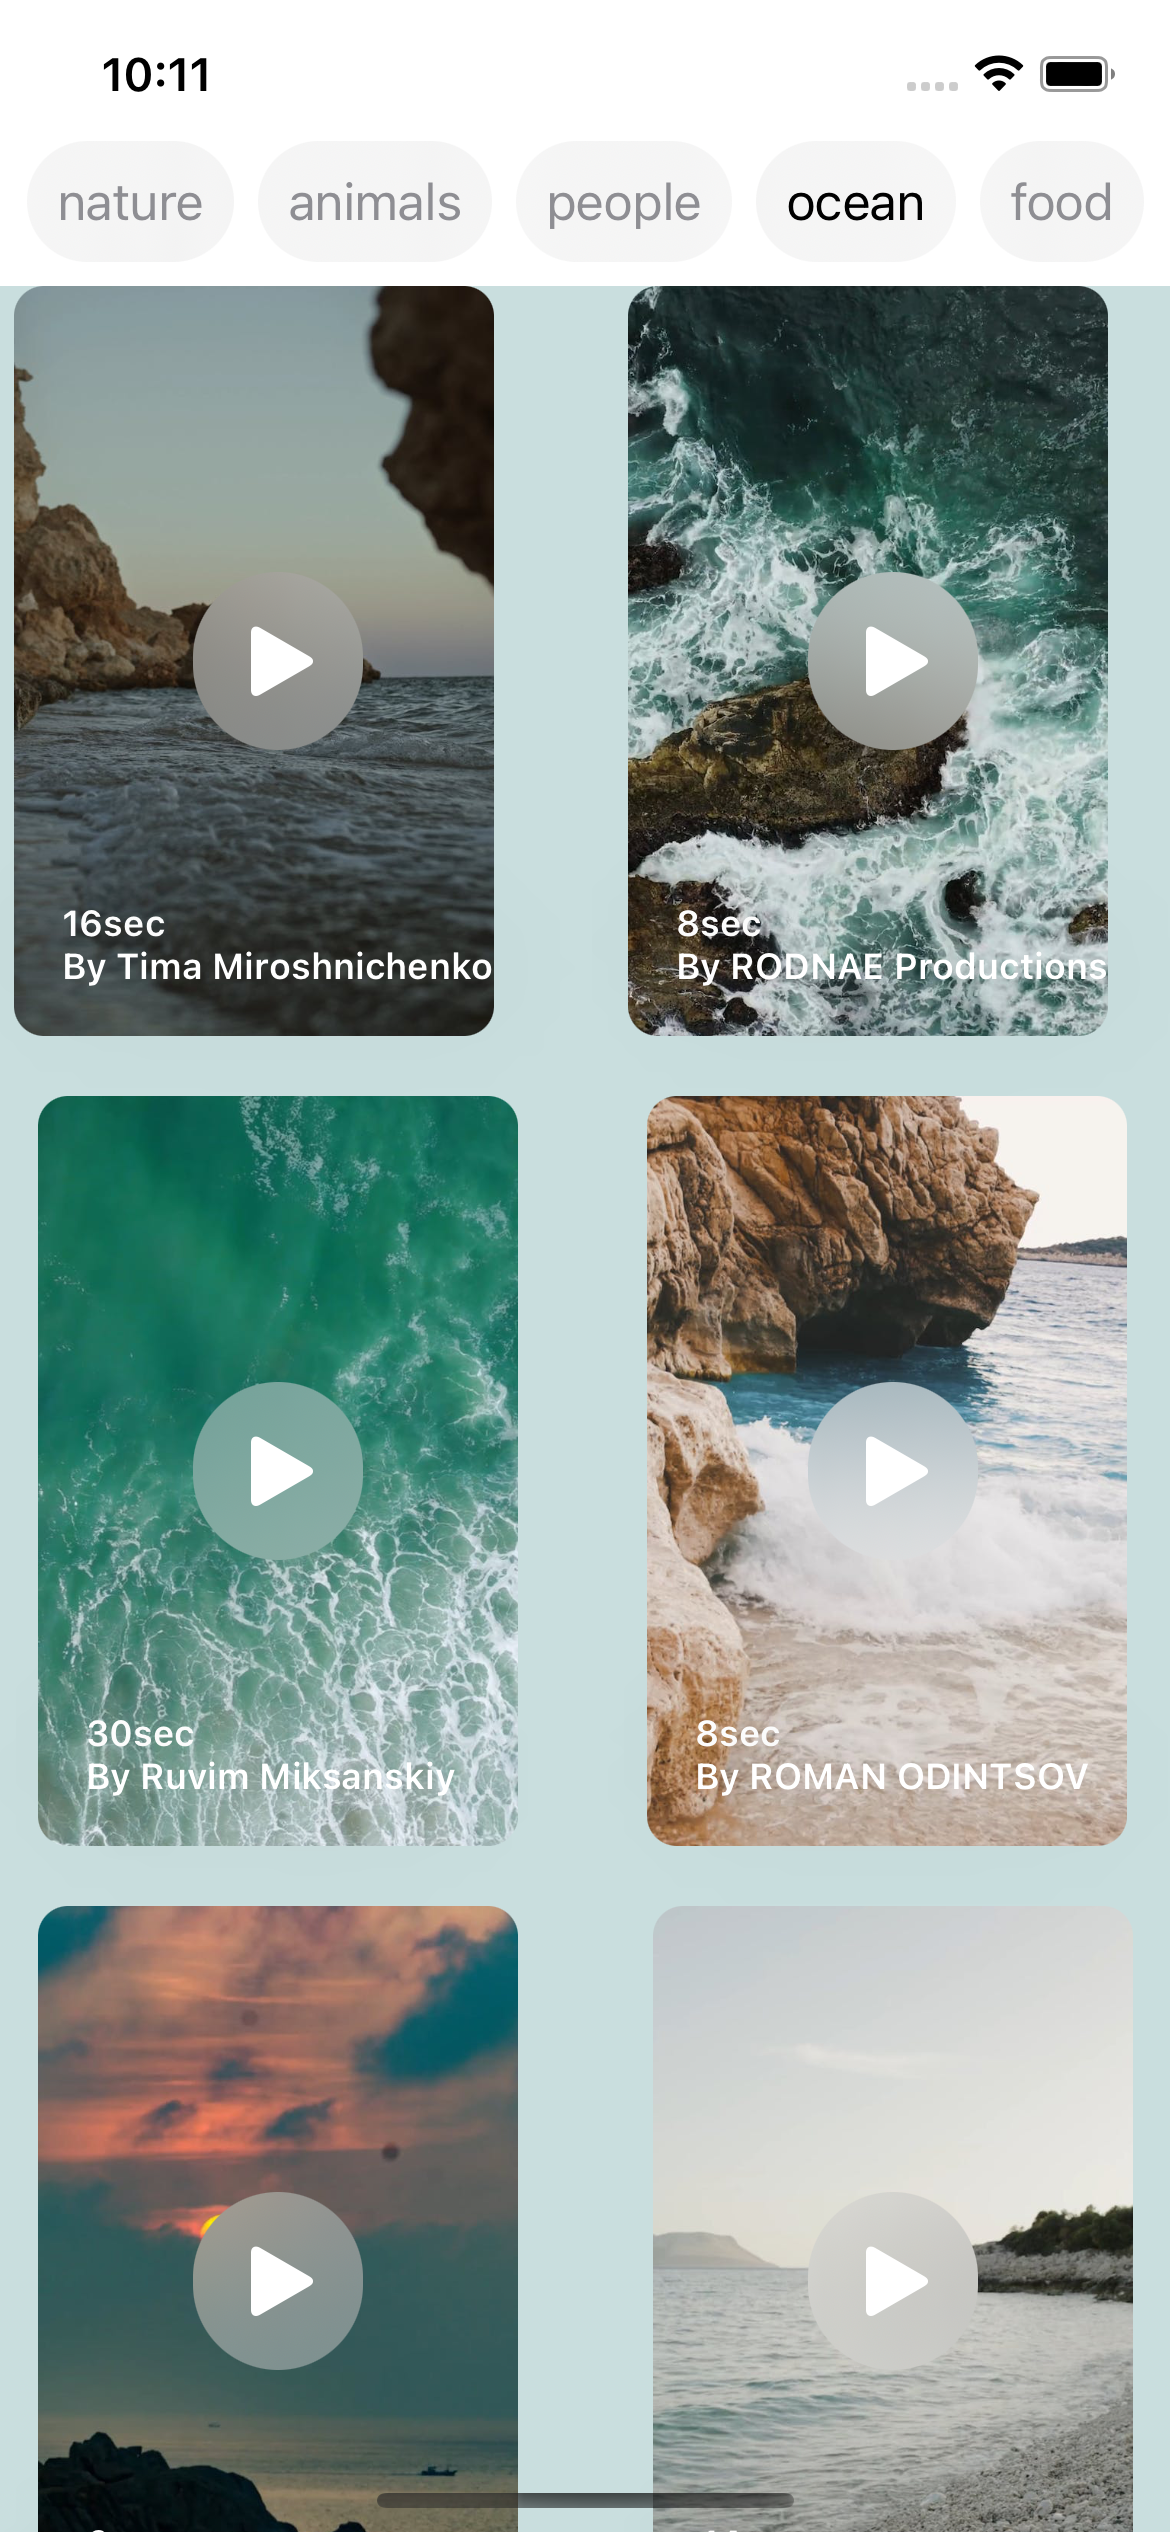 10:11
nature
animals
people
ocean
food
16sec
By Tima Miroshnichenko
8sec
By RODNAE Productions
30sec
By Ruvim Miksanskiy
8sec
By ROMAN ODINTSOV